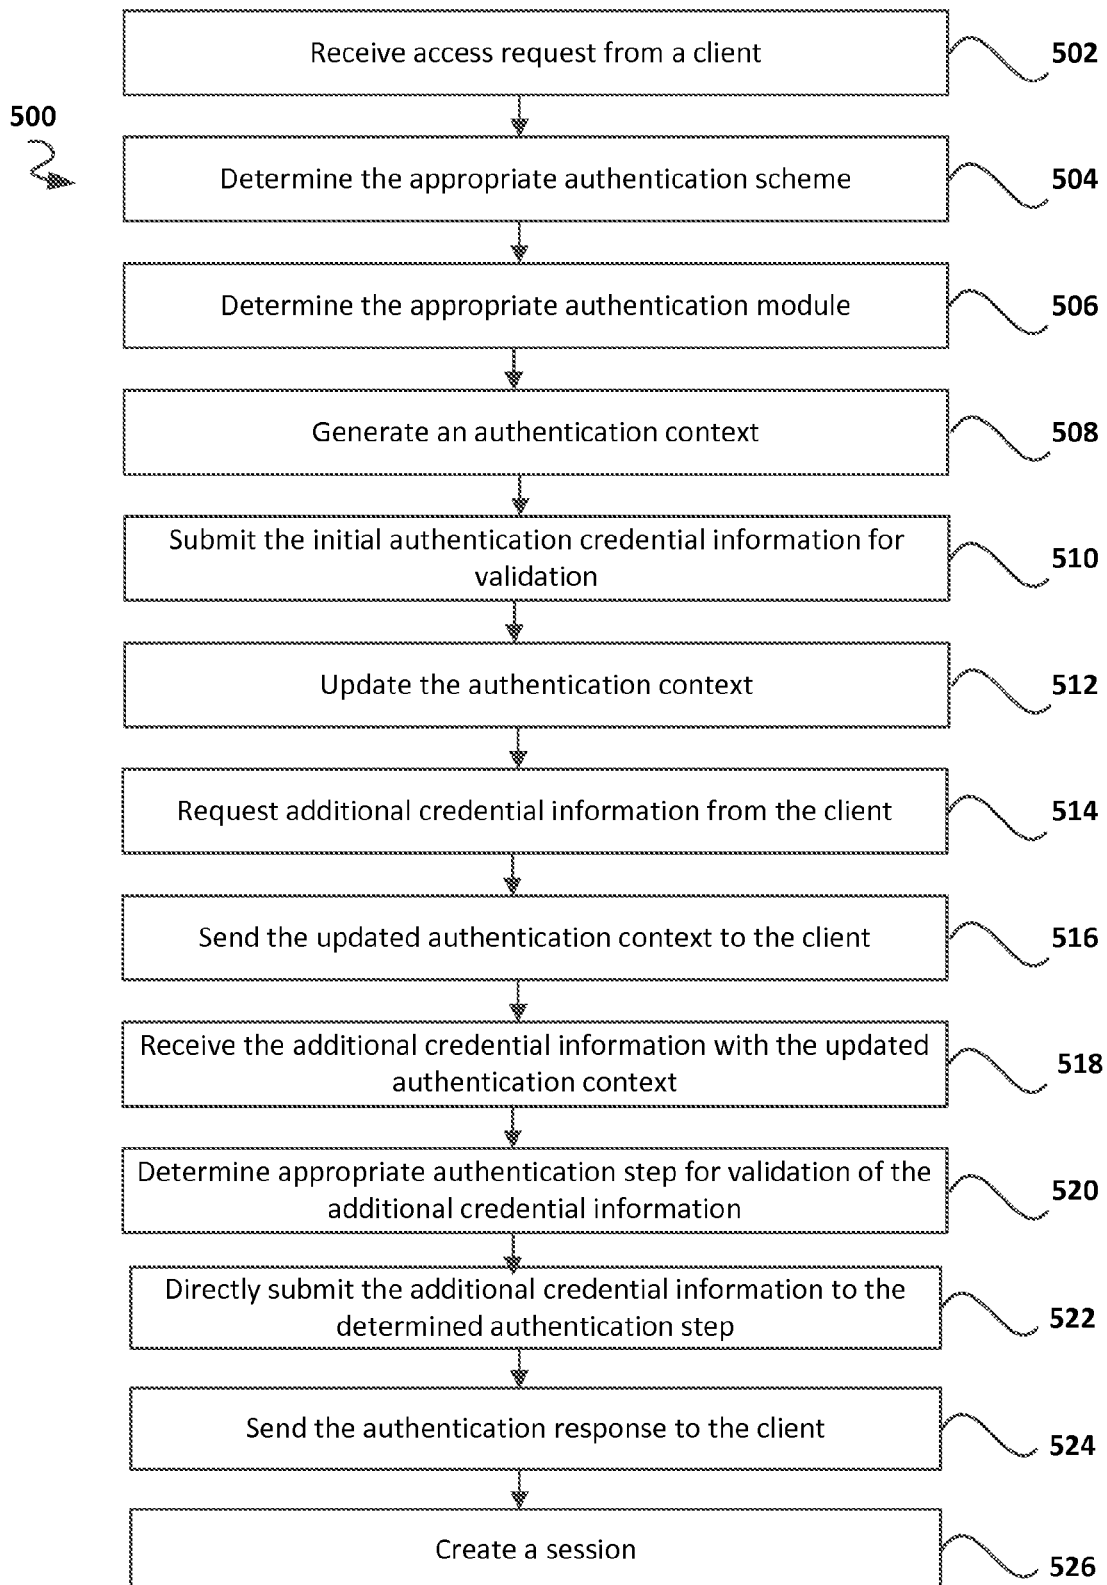 Receive access request from a client
502
500
Determine the appropriate authentication scheme
504
Determine the appropriate authentication module
506
Generate an authentication context
508
Submit the initial authentication credential information for
validation
510
Update the authentication context
512
Request additional credential information from the client
514
Send the updated authentication context to the client
516
Receive the additional credential information with the updated
authentication context
518
Determine appropriate authentication step for validation of the
additional credential information
520
Directly submit the additional credential information to the
determined authentication step
522
Send the authentication response to the client
524
Create a session
526